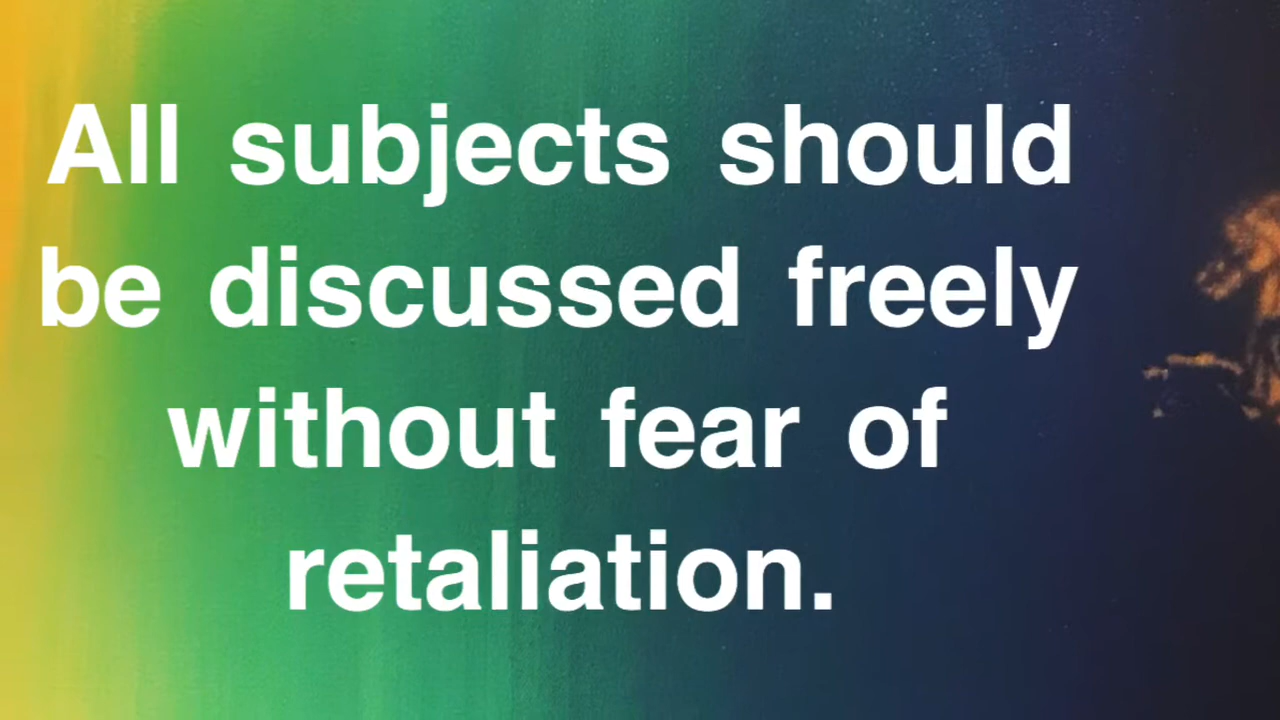 All subjects should
be discussed freely
without fear of
retaliation.